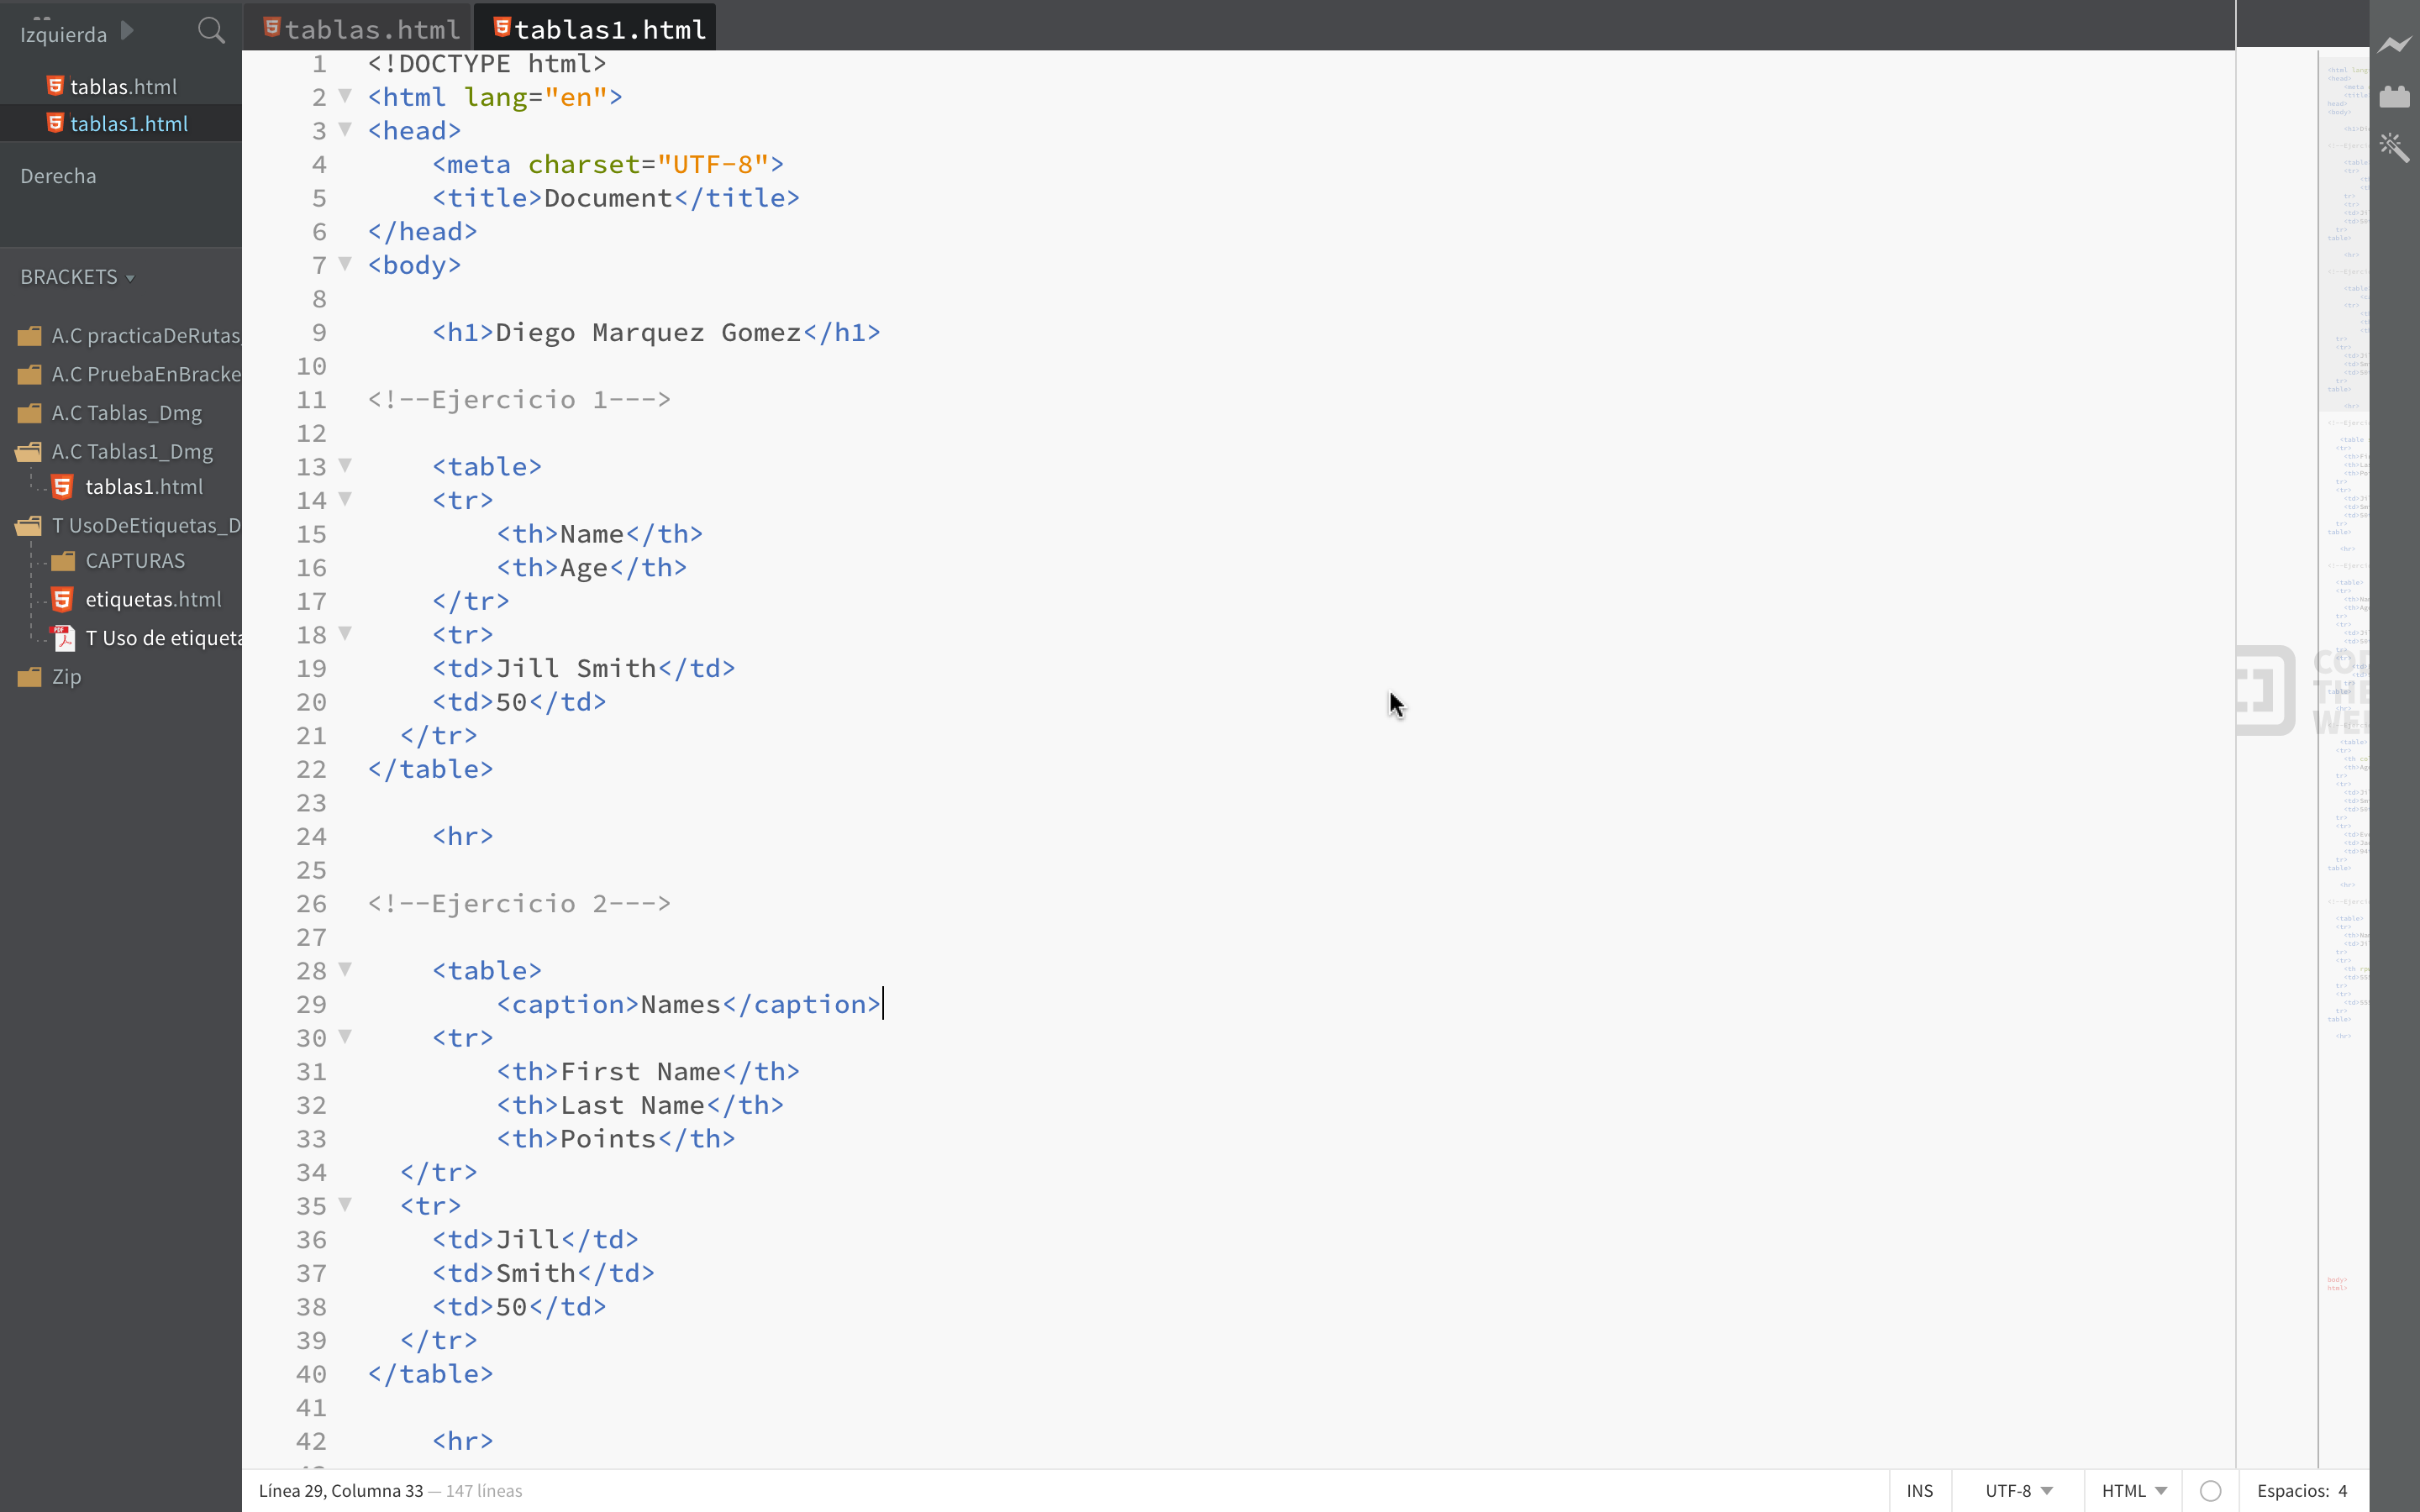 Izquierda
tablas.html
tablas1.html
Derecha
BRACKETS
A.C practicaDeRutas
A.C PruebaEnBracke
A.C Tablas_Dmg
A.C Tablas1_Dmg
tablas1.html
T UsoDeEtiquetas_D
CAPTURAS
etiquetas.html
T Uso de etiqueta
Zip
tablas.html tablas1.html
1 <!DOCTYPE html>
2 <html lang="en">
3 <head>
4 <meta charset="UTF-8">
5 <title>Document</title>
6 </head>
7 <body>
8
9 <h1>Diego Marquez Gomez</h1>
10
11 <!--Ejercicio 1--->
12
13 <table>
14 <tr>
15 <th>Name</th>
16 <th>Age</th>
17 </tr>
18 <tr>
19 <td>Jill Smith</td>
20 <td>50</td>
21 </tr>
22 </table>
23
24 <hr>
25
26 <!--Ejercicio 2--->
27
28 <table>
29 <caption>Names</caption>
30 <tr>
31 <th>First Name</th>
32 <th>Last Name</th>
33 <th>Points</th>
34 </tr>
35 <tr>
36 <td>Jill</td>
37 <td>Smith</td>
38 <td>50</td>
39 </tr>
40 </table>
41
42 <hr>
Línea 29, Columna 33 — 147 líneas
INS UTF-8 HTML Espacios: 4